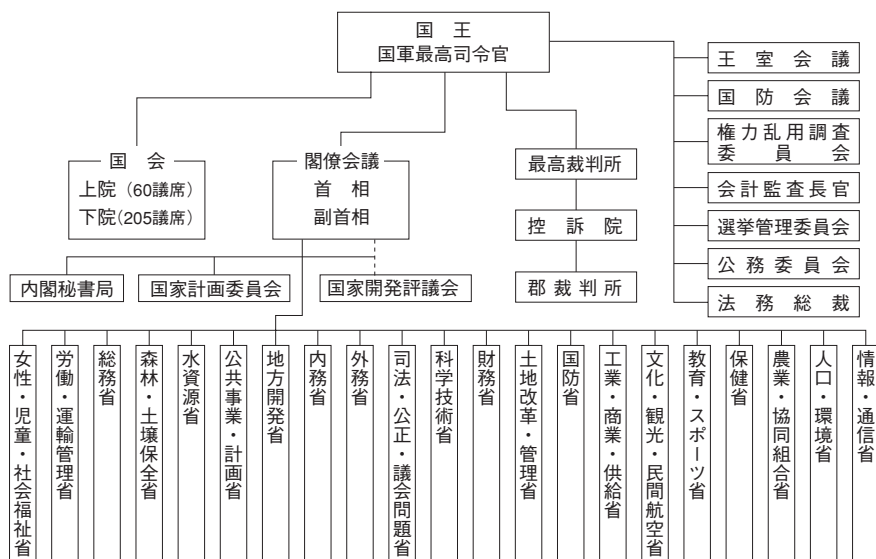 国 王
国軍最高司令官
国 会
上院(60議席)
下院(205議席)
閣僚会議
首 相
副首相
最高裁判所
控 訴 院
郡 裁 判 所
王 室 会 議
国 防 会 議
権力乱用調査
委 員 会
会計監査長官
選挙管理委員会
公 務 委 員 会
法 務 総 裁
内閣秘書局
国家計画委員会
国家開発評議会
女性・児童・社会福祉省
労働・運輸管理省
総務省
森林・土壌保全省
水資源省
公共事業・計画省
地方開発省
内務省
外務省
司法・公正・議会問題省
科学技術省
財務省
土地改革・管理省
国防省
工業・商業・供給省
文化・観光・民間航空省
教育・スポーツ省
保健省
農業・協同組合省
人口・環境省
情報・通信省